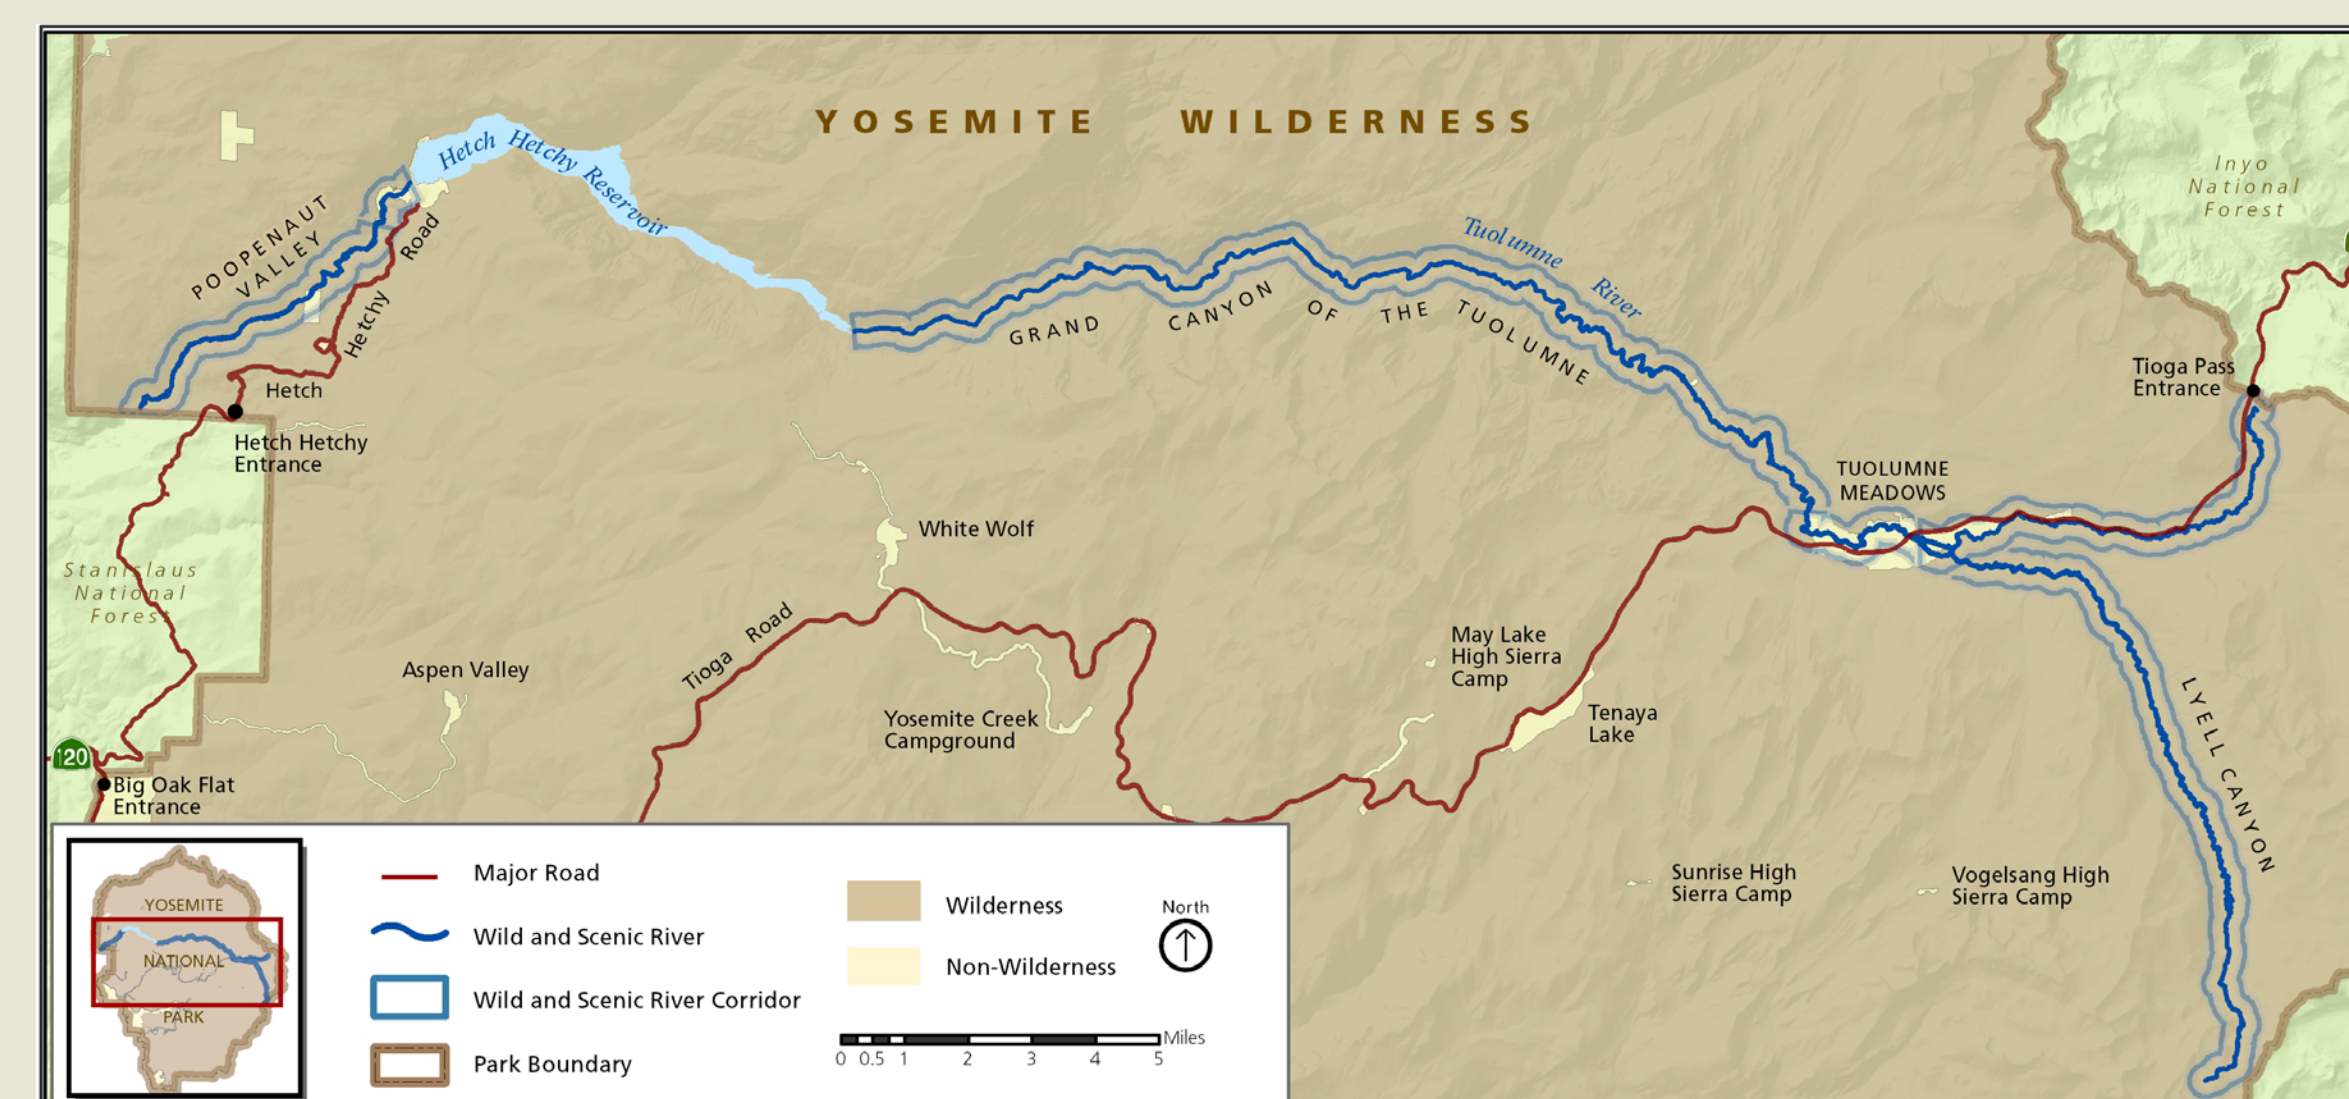 YOSEMITE WILDERNESS
Hetch Hetchy Reservoir
Inyo
National
Forest
POOPENAUT
VALLEY
Tuolumne River
GRAND CANYON OF THE TUOLUMNE
Hetch Hetchy Road
Hetch Hetchy
Entrance
Tioga Pass
Entrance
TUOLUMNE
MEADOWS
White Wolf
Stanislaus
National
Forest
Tioga Road
Aspen Valley
May Lake
High Sierra
Camp
Yosemite Creek
Campground
Tenaya
Lake
LYELL CANYON
120
Big Oak Flat
Entrance
Sunrise High
Sierra Camp
Vogelsang High
Sierra Camp
YOSEMITE
NATIONAL
PARK
Major Road
Wild and Scenic River
Wild and Scenic River Corridor
Park Boundary
Wilderness
Non-Wilderness
North
Miles
0 0.5 1 2 3 4 5